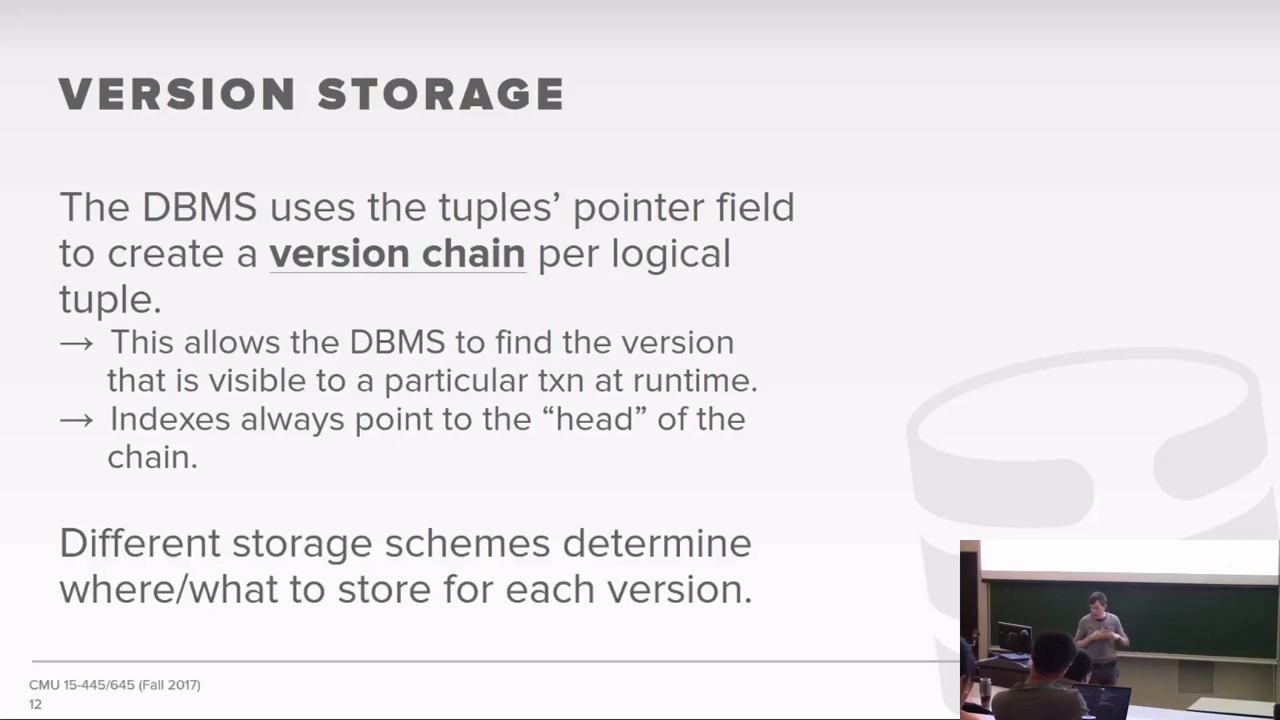 VERSION STORAGE
The DBMS uses the tuples’ pointer field
to create a version chain per logical
tuple.
→ This allows the DBMS to find the version
that is visible to a particular txn at runtime.
→ Indexes always point to the “head” of the
chain.
Different storage schemes determine
where/what to store for each version.
CMU 15-445/645 (Fall 2017)
12